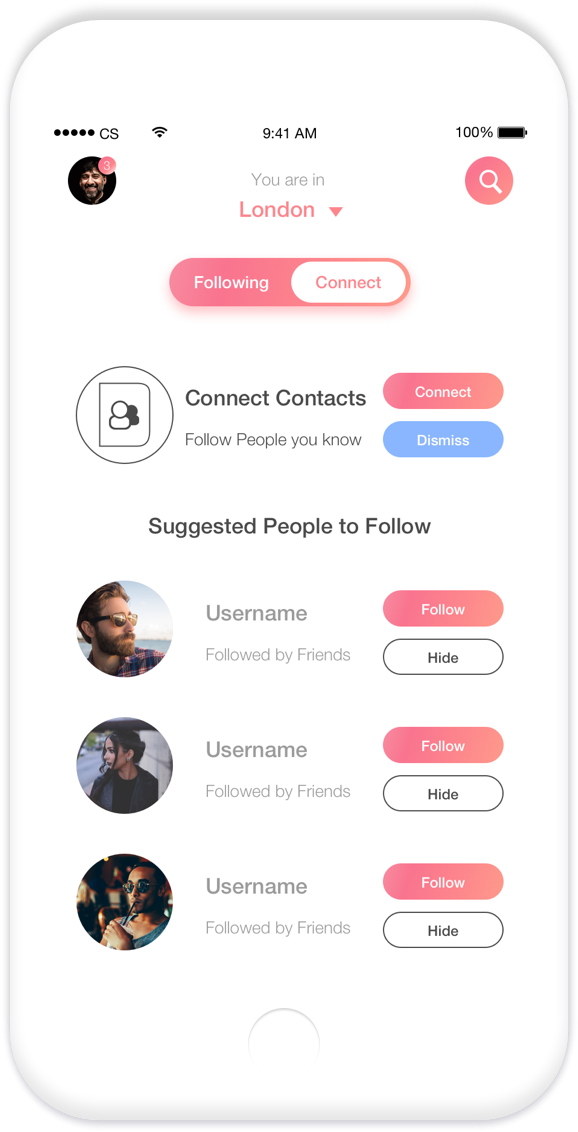 CS
9:41 AM
100%
3
You are in
London
Following
Connect
Connect Contacts
Connect
Follow People you know
Dismiss
Suggested People to Follow
Username
Follow
Followed by Friends
Hide
Username
Follow
Followed by Friends
Hide
Username
Follow
Followed by Friends
Hide